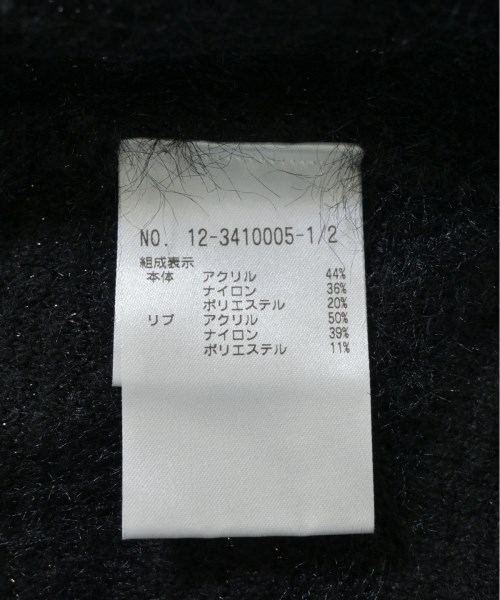 NO. 12-3410005-1/2
組成表示
本体 アクリル 44%
ナイロン 36%
ポリエステル 20%
リブ アクリル 50%
ナイロン 39%
ポリエステル 11%